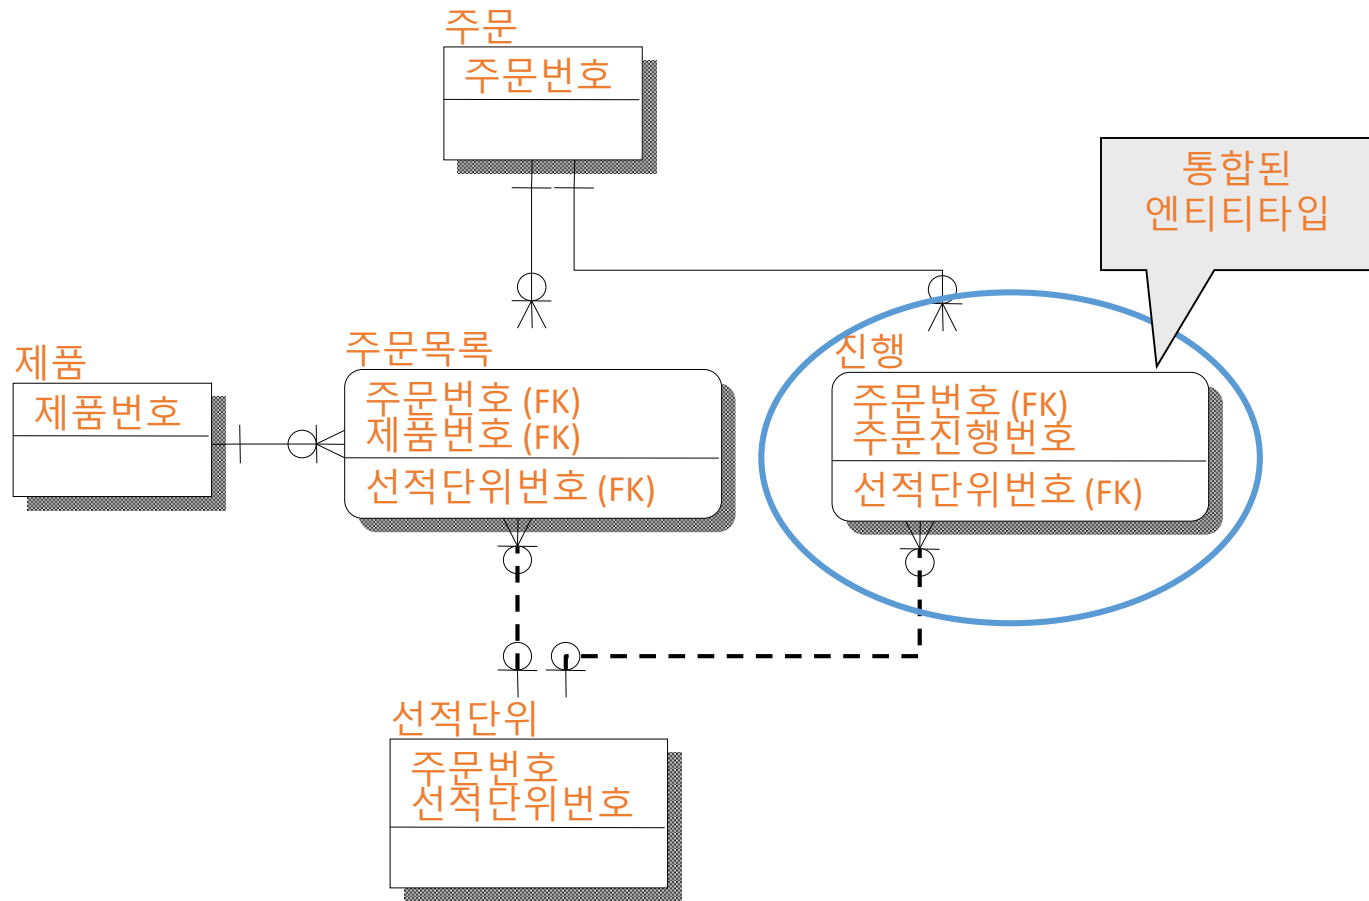 주문
주문번호
통합된
엔티티타입
주문목록
주문번호 (FK)
제품번호 (FK)
선적단위번호 (FK)
진행
주문번호 (FK)
주문진행번호
선적단위번호 (FK)
제품
제품번호
선적단위
주문번호
선적단위번호